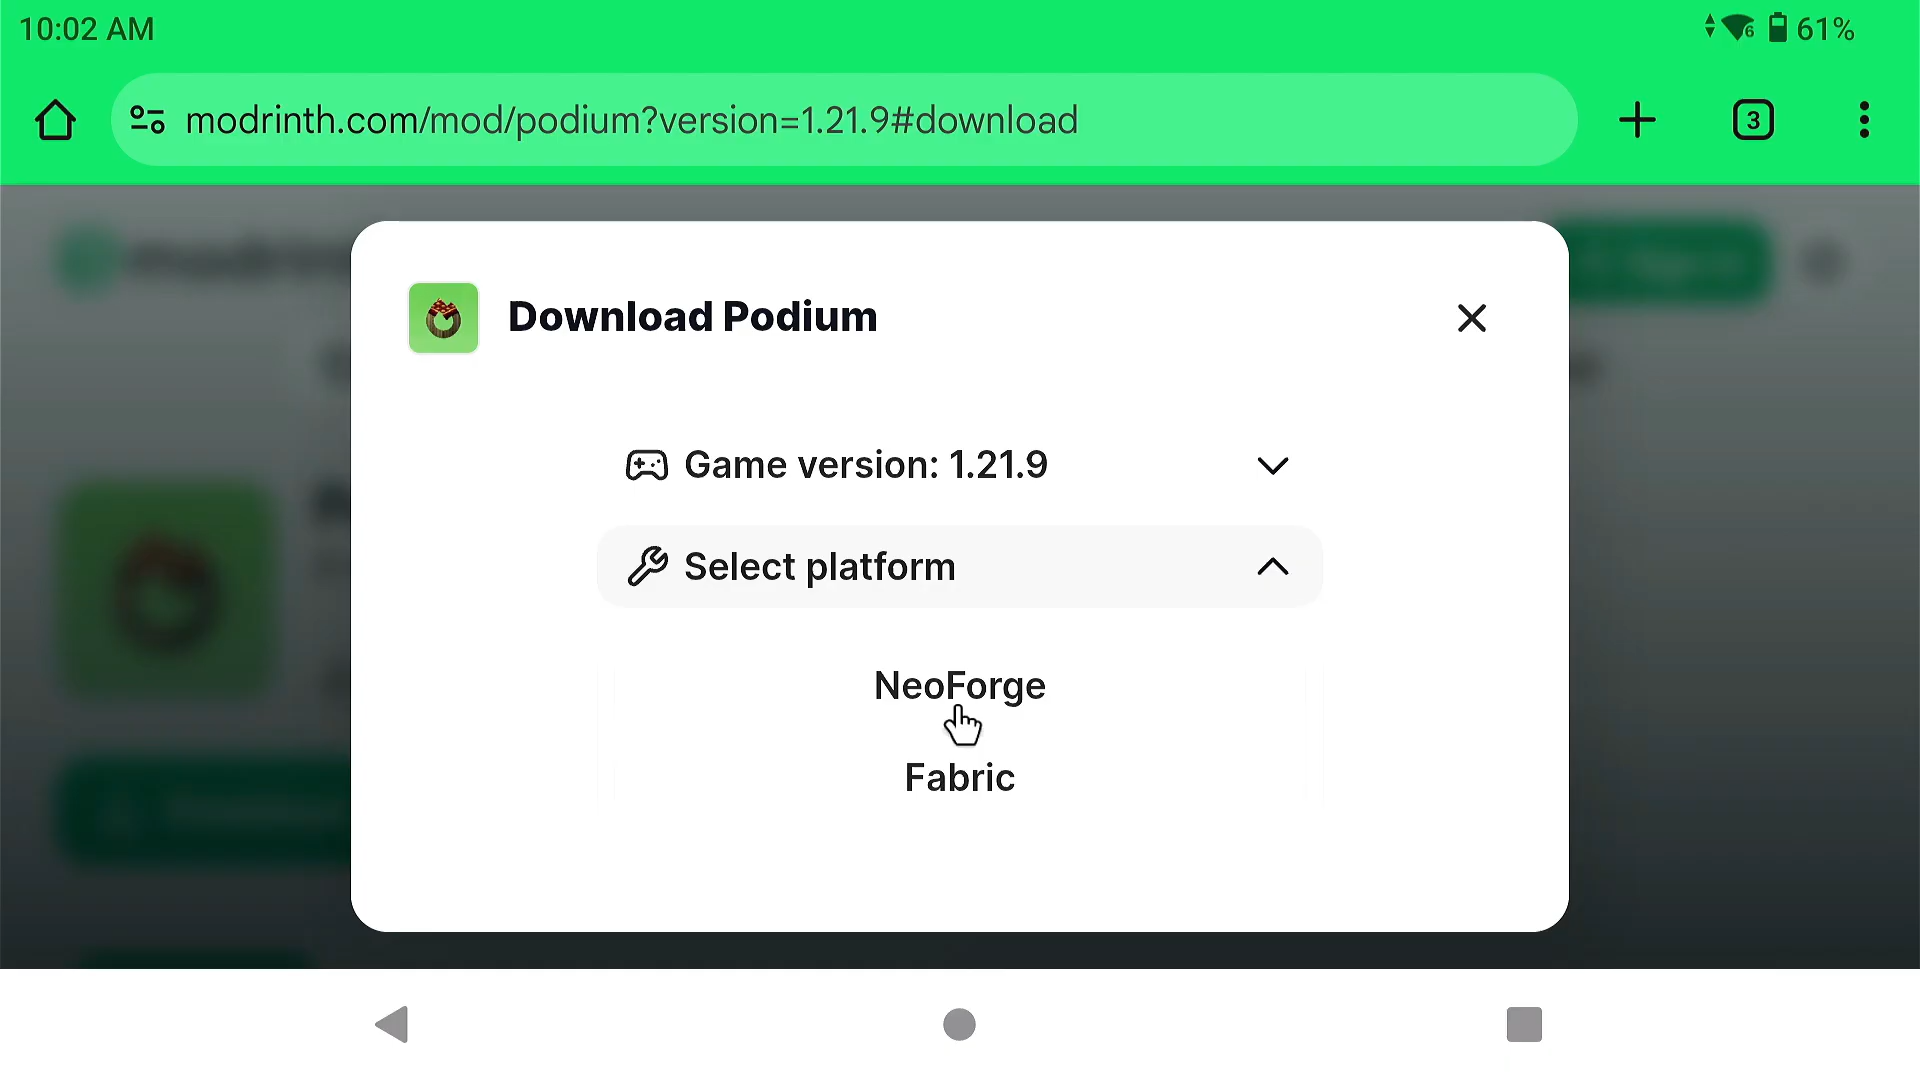 10:02 AM
6 61%
modrinth.com/mod/podium?version=1.21.9#download
3
Download Podium
Game version: 1.21.9
Select platform
NeoForge
Fabric